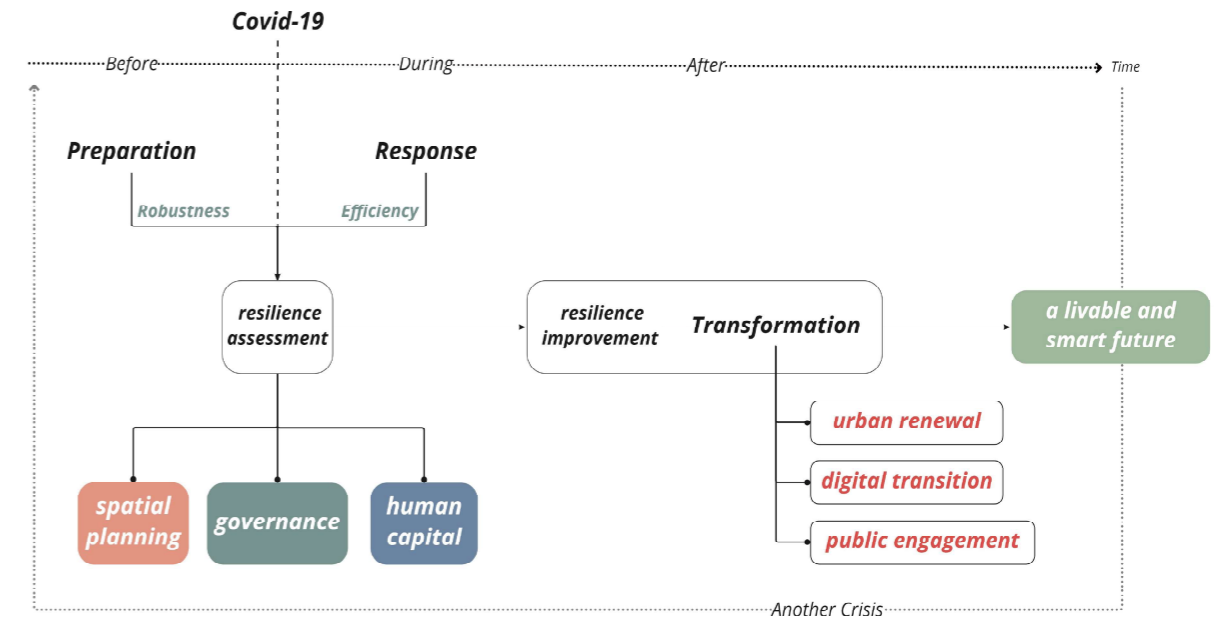 Covid-19
Before
During
After
Time
Preparation
Response
Robustness
Efficiency
resilience
assessment
resilience
improvement
Transformation
a livable and
smart future
urban renewal
digital transition
public engagement
spatial
planning
governance
human
capital
Another Crisis